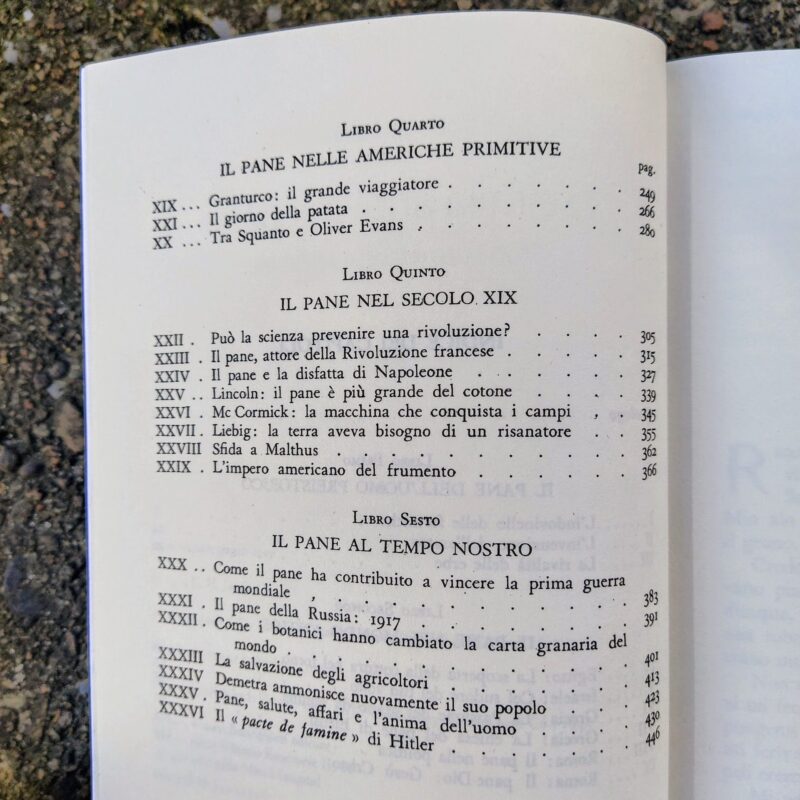 Libro Quarto
IL PANE NELLE AMERICHE PRIMITIVE
pag.
XIX ... Granturco: il grande viaggiatore . . . . . . 249
XXI ... Il giorno della patata . . . . . . . . 266
XX ... Tra Squanto e Oliver Evans . . . . . . . 280
Libro Quinto
IL PANE NEL SECOLO XIX
XXII . Può la scienza prevenire una rivoluzione? . . . . 305
XXIII . Il pane, attore della Rivoluzione francese . . . . 315
XXIV . Il pane e la disfatta di Napoleone . . . . . 327
XXV .. Lincoln: il pane è più grande del cotone . . . . 339
XXVI . Mc Cormick: la macchina che conquista i campi . . 345
XXVII . Liebig: la terra aveva bisogno di un risanatore . . 355
XXVIII Sfida a Malthus . . . . . . . . . 362
XXIX . L'impero americano del frumento . . . . . 366
Libro Sesto
IL PANE AL TEMPO NOSTRO
XXX .. Come il pane ha contribuito a vincere la prima guerra
mondiale . . . . . . . . . . 383
XXXI . Il pane della Russia: 1917 . . . . . . . 391
XXXII . Come i botanici hanno cambiato la carta granaria del
mondo . . . . . . . . . . . 401
XXXIII La salvazione degli agricoltori . . . . . . 413
XXXIV Demetra ammonisce nuovamente il suo popolo . . . 423
XXXV . Pane, salute, affari e l'anima dell'uomo . . . . 430
XXXVI Il « pacte de famine » di Hitler . . . . . . 446